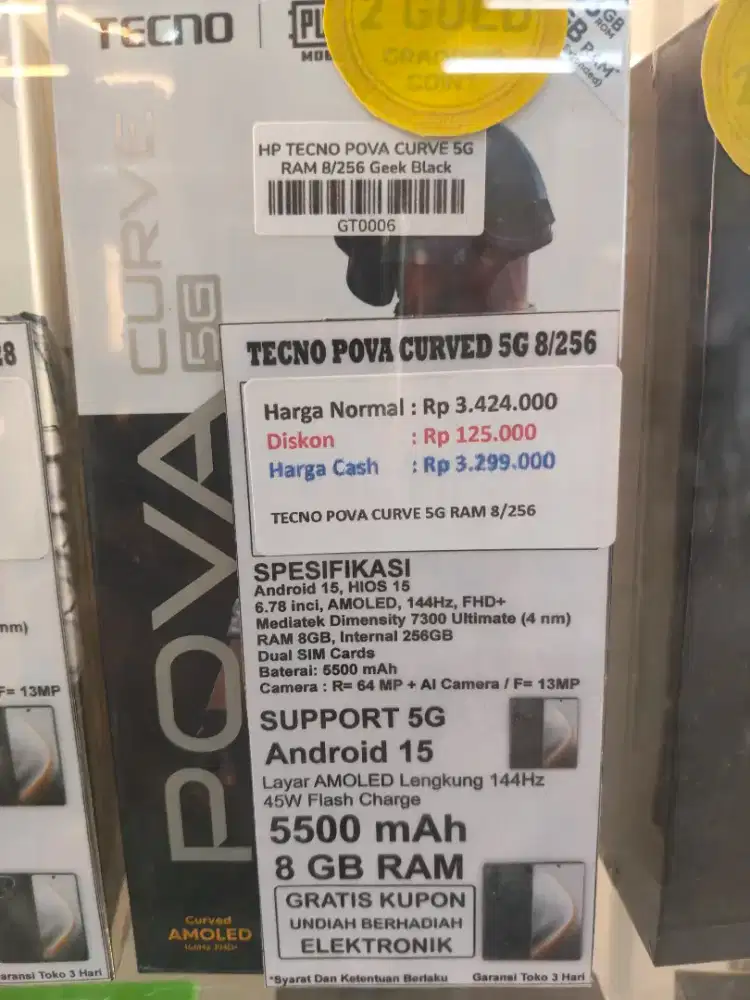 TECNO
2 GOLD
COIN
RAM
HP TECNO POVA CURVE 5G
RAM 8/256 Geek Black
GT0006
CURVE
5G
POVA
TECNO POVA CURVED 5G 8/256
Harga Normal : Rp 3.424.000
Diskon : Rp 125.000
Harga Cash : Rp 3.299.000
TECNO POVA CURVE 5G RAM 8/256
SPESIFIKASI
Android 15, HIOS 15
6.78 inci, AMOLED, 144Hz, FHD+
Mediatek Dimensity 7300 Ultimate (4 nm)
RAM 8GB, Internal 256GB
Dual SIM Cards
Baterai: 5500 mAh
Camera : R= 64 MP + AI Camera / F= 13MP
SUPPORT 5G
Android 15
Layar AMOLED Lengkung 144Hz
45W Flash Charge
5500 mAh
8 GB RAM
GRATIS KUPON
UNDIAH BERHADIAH
ELEKTRONIK
*Syarat Dan Ketentuan Berlaku
Garansi Toko 3 Hari
Curved
AMOLED
144Hz FHD+
F= 13MP
Toko 3 Hari